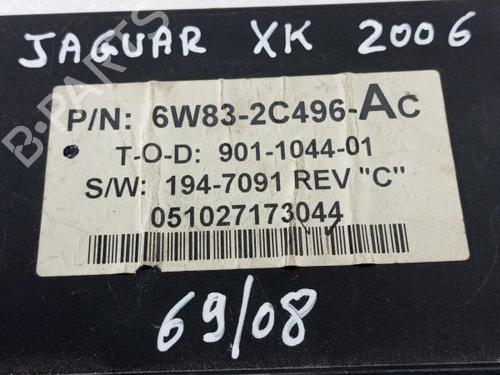 JAGUAR XK 2006
P/N: 6W83-2C496-AC
T-O-D: 901-1044-01
S/W: 194-7091 REV "C"
051027173044
69/08
B-PARTS